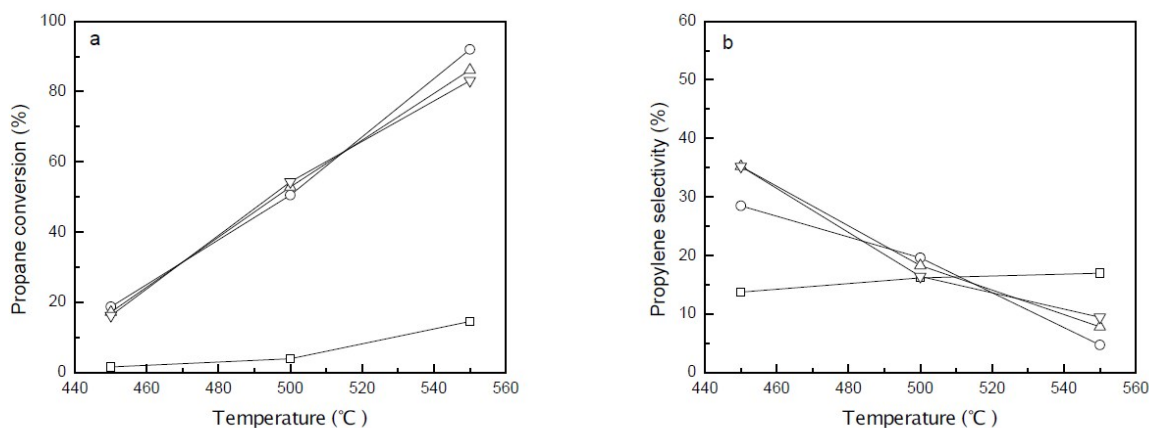 a
Propane conversion (%)
100
80
60
40
20
0
440 460 480 500 520 540 560
Temperature (℃ )
b
Propylene selectivity (%)
60
50
40
30
20
10
0
440 460 480 500 520 540 560
Temperature (℃ )